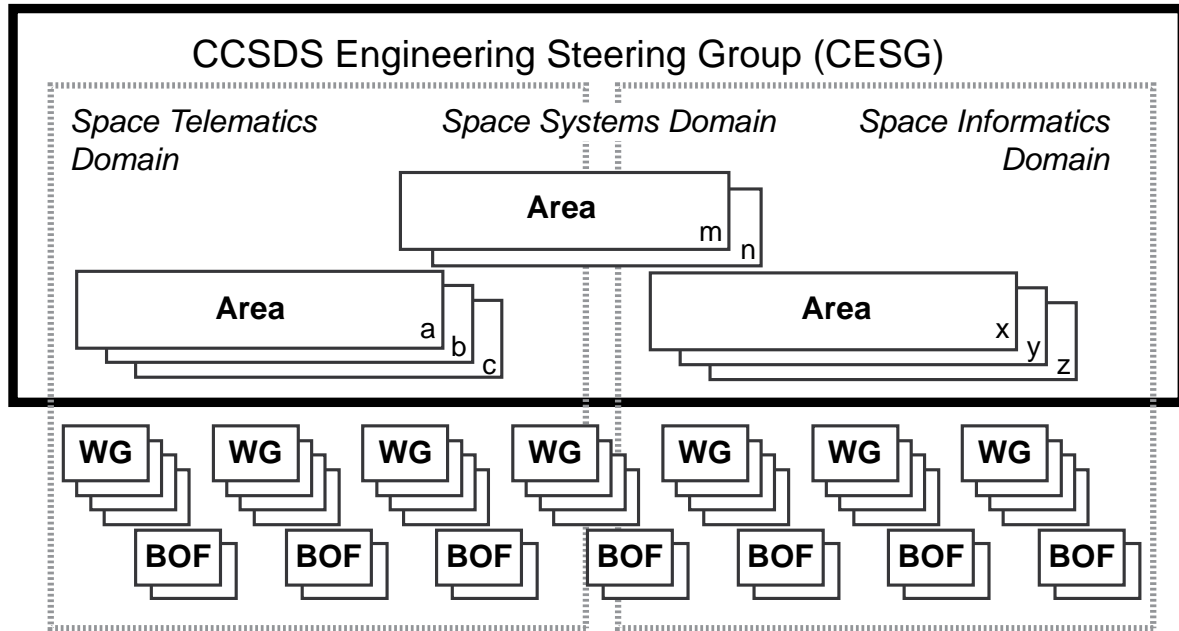 CCSDS Engineering Steering Group (CESG)
Space Telematics
Domain
Space Systems Domain
Space Informatics
Domain
Area
m
n
Area
a
b
c
Area
x
y
z
WG WG WG WG WG WG WG
BOF BOF BOF BOF BOF BOF BOF